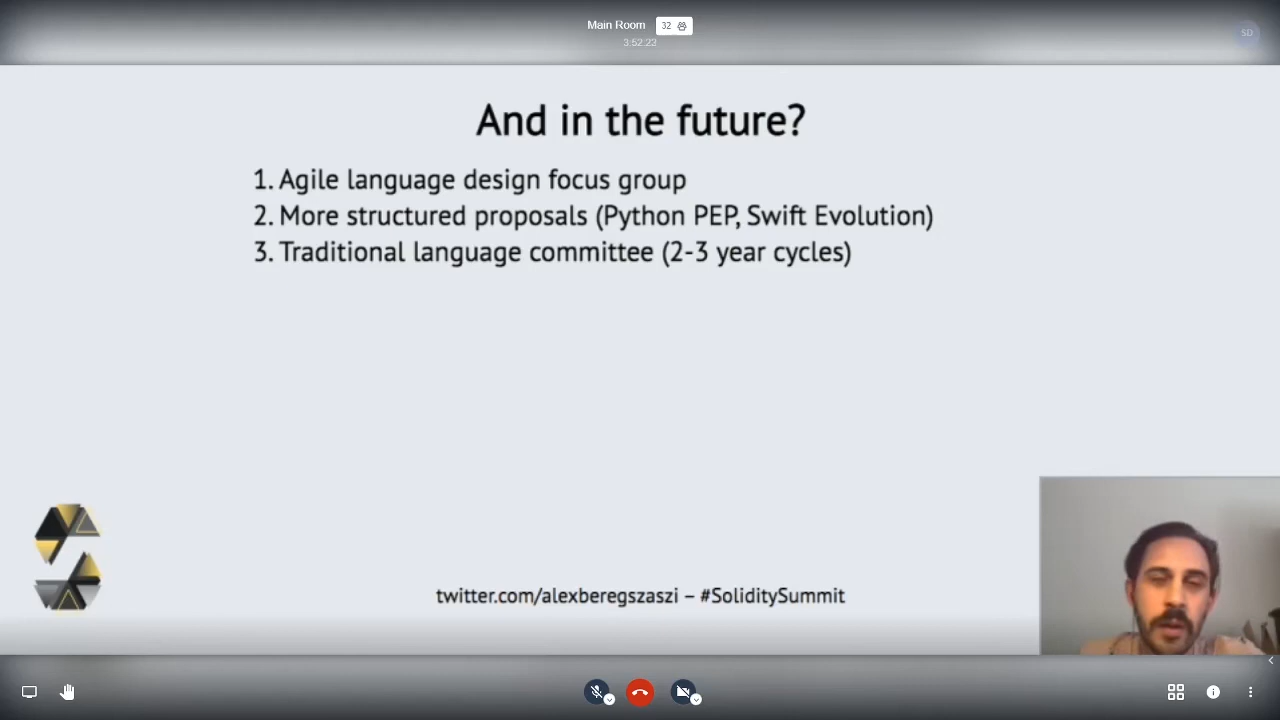 Main Room 32
3:52:22
SD
And in the future?
1. Agile language design focus group
2. More structured proposals (Python PEP, Swift Evolution)
3. Traditional language committee (2-3 year cycles)
twitter.com/alexberegszaszi – #SoliditySummit